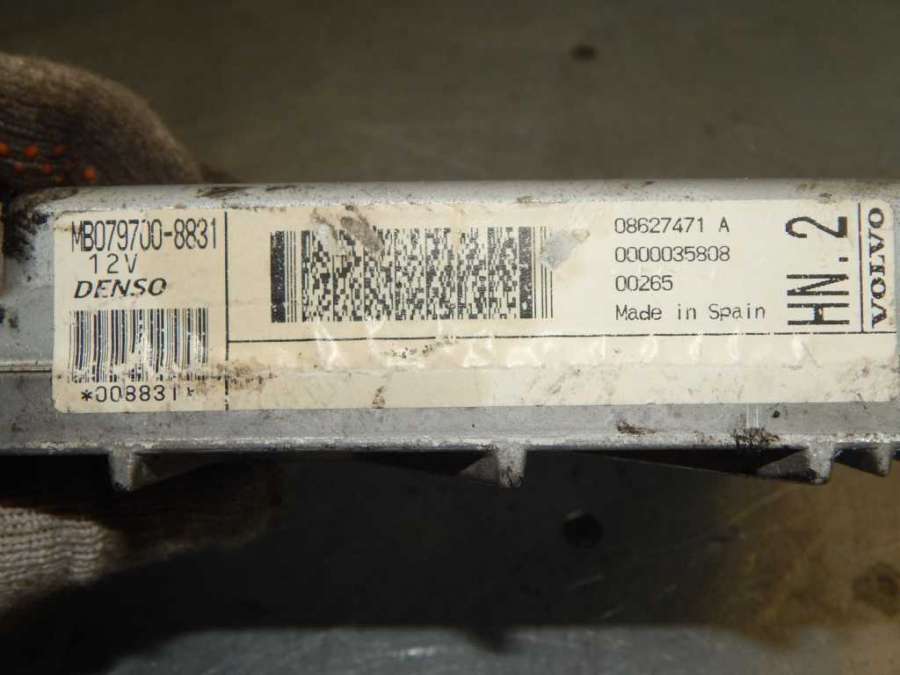 MB079700-8831
12V
DENSO
*008831*
08627471 A
0000035808
00265
Made in Spain
HN.2
VOLVO